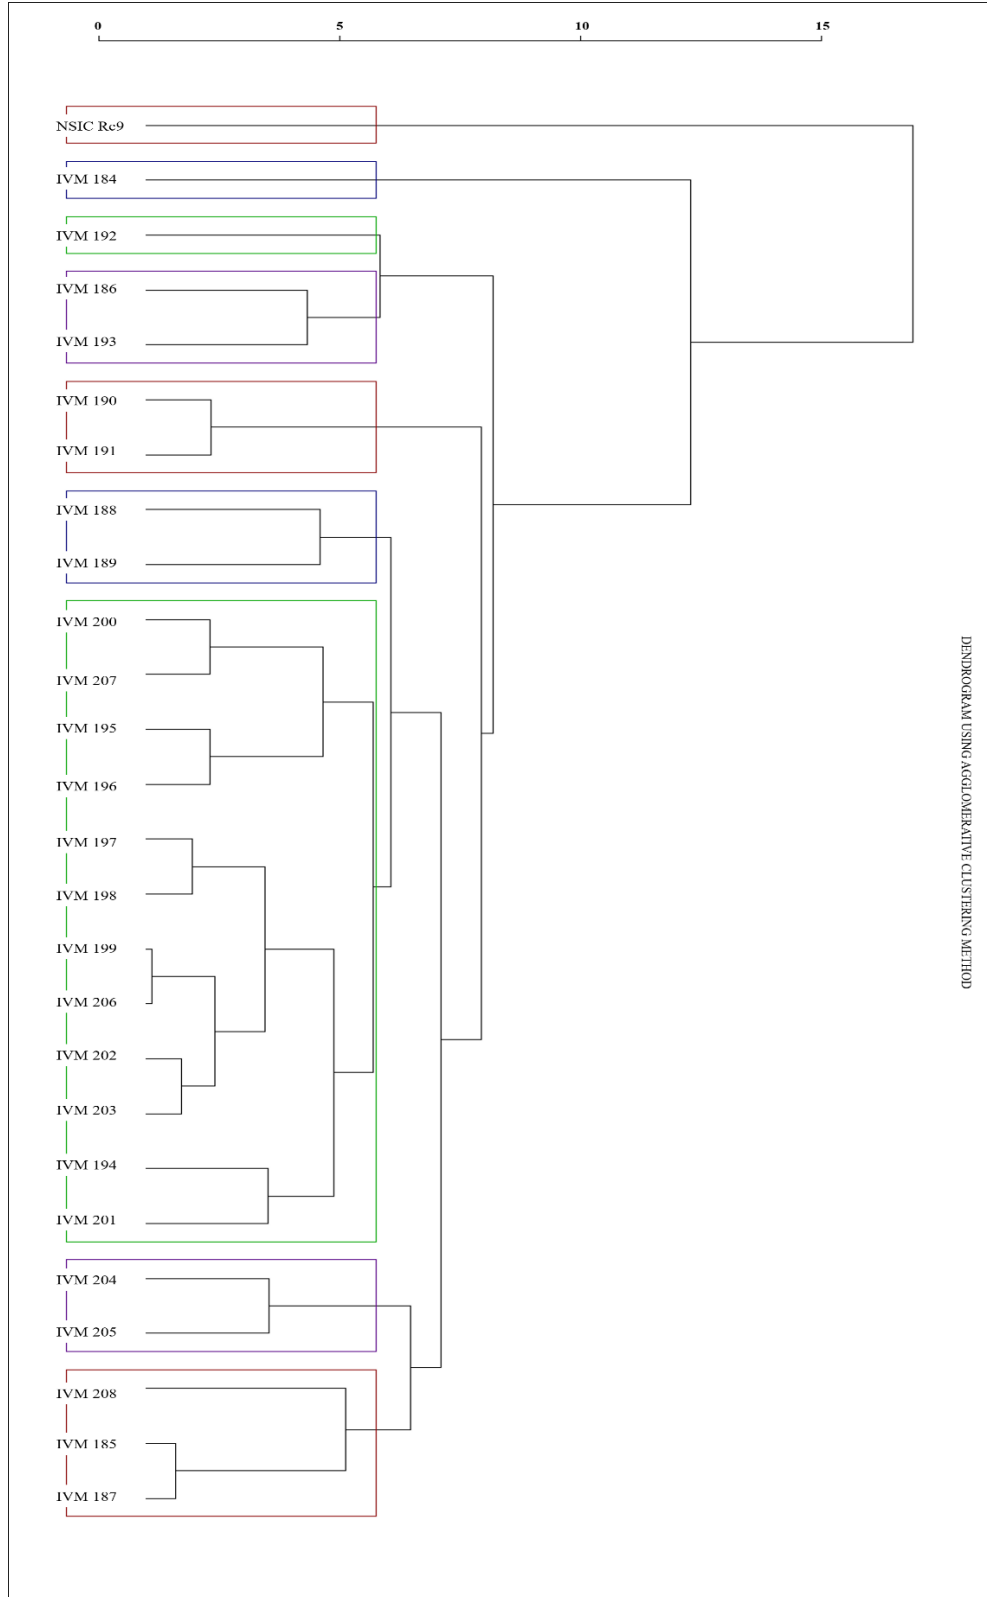 0 5 10 15
NSIC Rc9
IVM 184
IVM 192
IVM 186
IVM 193
IVM 190
IVM 191
IVM 188
IVM 189
IVM 200
IVM 207
IVM 195
IVM 196
IVM 197
IVM 198
IVM 199
IVM 206
IVM 202
IVM 203
IVM 194
IVM 201
IVM 204
IVM 205
IVM 208
IVM 185
IVM 187
DENDROGRAM USING AGGLOMERATIVE CLUSTERING METHOD